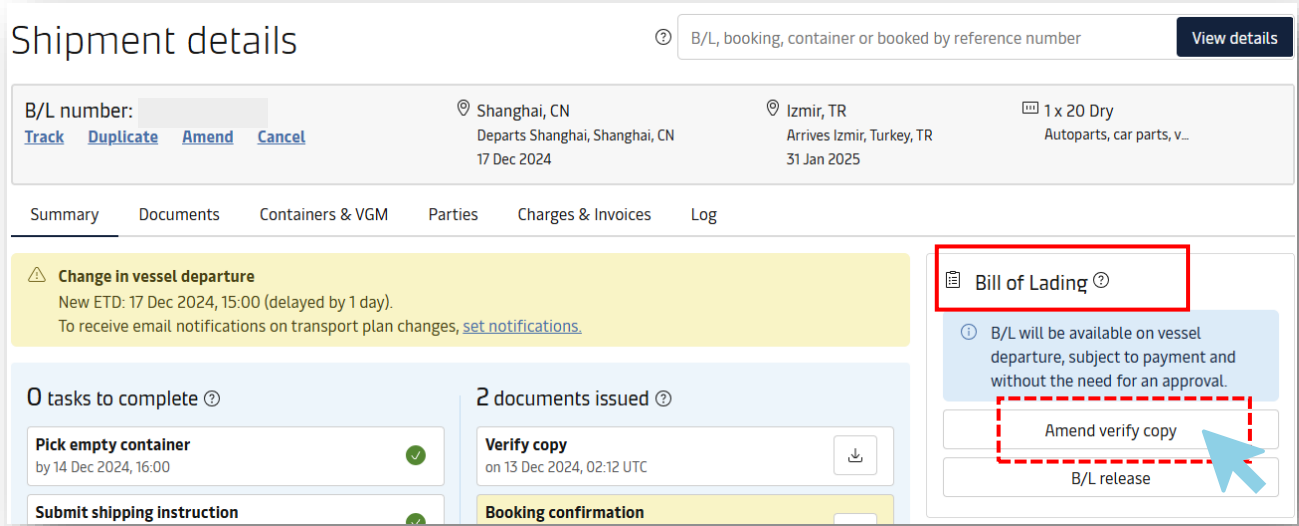 Shipment details
B/L, booking, container or booked by reference number
View details
B/L number:
Track Duplicate Amend Cancel
Shanghai, CN
Departs Shanghai, Shanghai, CN
17 Dec 2024
Izmir, TR
Arrives Izmir, Turkey, TR
31 Jan 2025
1 x 20 Dry
Autoparts, car parts, v...
Summary Documents Containers & VGM Parties Charges & Invoices Log
Change in vessel departure
New ETD: 17 Dec 2024, 15:00 (delayed by 1 day).
To receive email notifications on transport plan changes, set notifications.
0 tasks to complete
Pick empty container
by 14 Dec 2024, 16:00
Submit shipping instruction
2 documents issued
Verify copy
on 13 Dec 2024, 02:12 UTC
Booking confirmation
Bill of Lading
B/L will be available on vessel
departure, subject to payment and
without the need for an approval.
Amend verify copy
B/L release